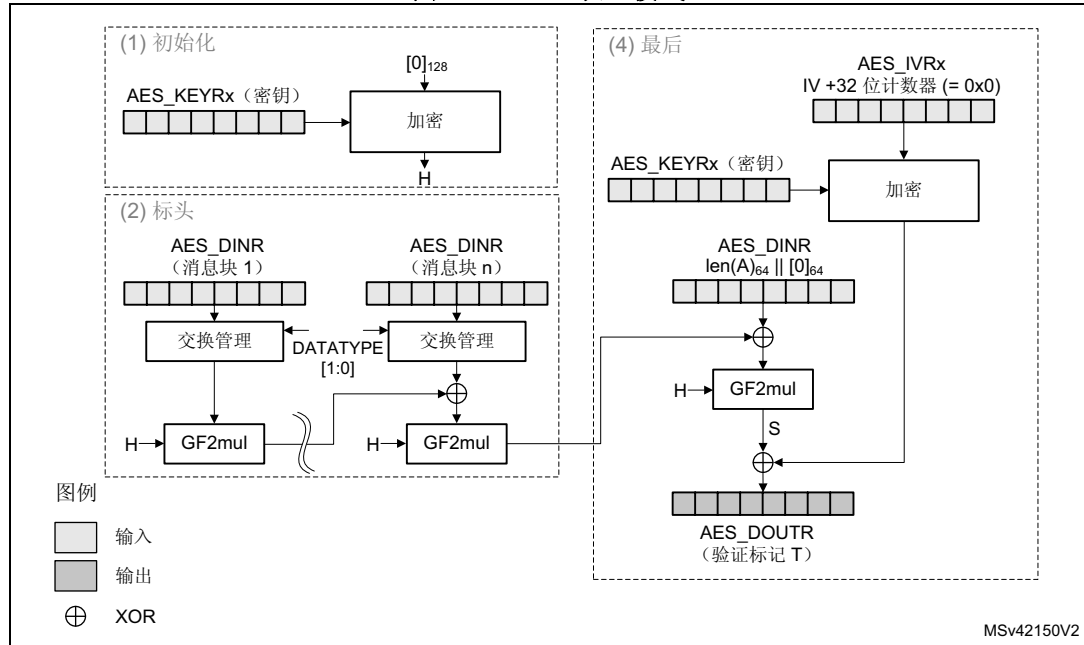 (1) 初始化
[0]128
AES_KEYRx（密钥）
加密
H
(2) 标头
AES_DINR
（消息块 1）
AES_DINR
（消息块 n）
交换管理
DATATYPE
[1:0]
交换管理
H
GF2mul
H
GF2mul
(4) 最后
AES_IVRx
IV +32 位计数器 (= 0x0)
AES_KEYRx（密钥）
加密
AES_DINR
len(A)64 || [0]64
H
GF2mul
S
AES_DOUTR
（验证标记 T）
图例
输入
输出
XOR
MSv42150V2